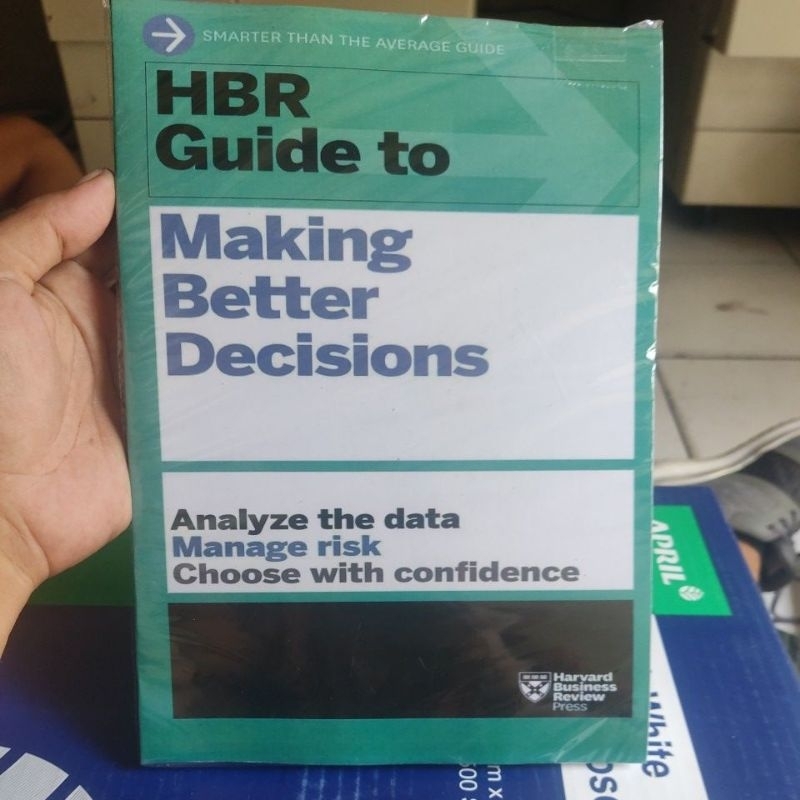 SMARTER THAN THE AVERAGE GUIDE
HBR
Guide to
Making
Better
Decisions
Analyze the data
Manage risk
Choose with confidence
Harvard
Business
Review
Press
APRIL
White